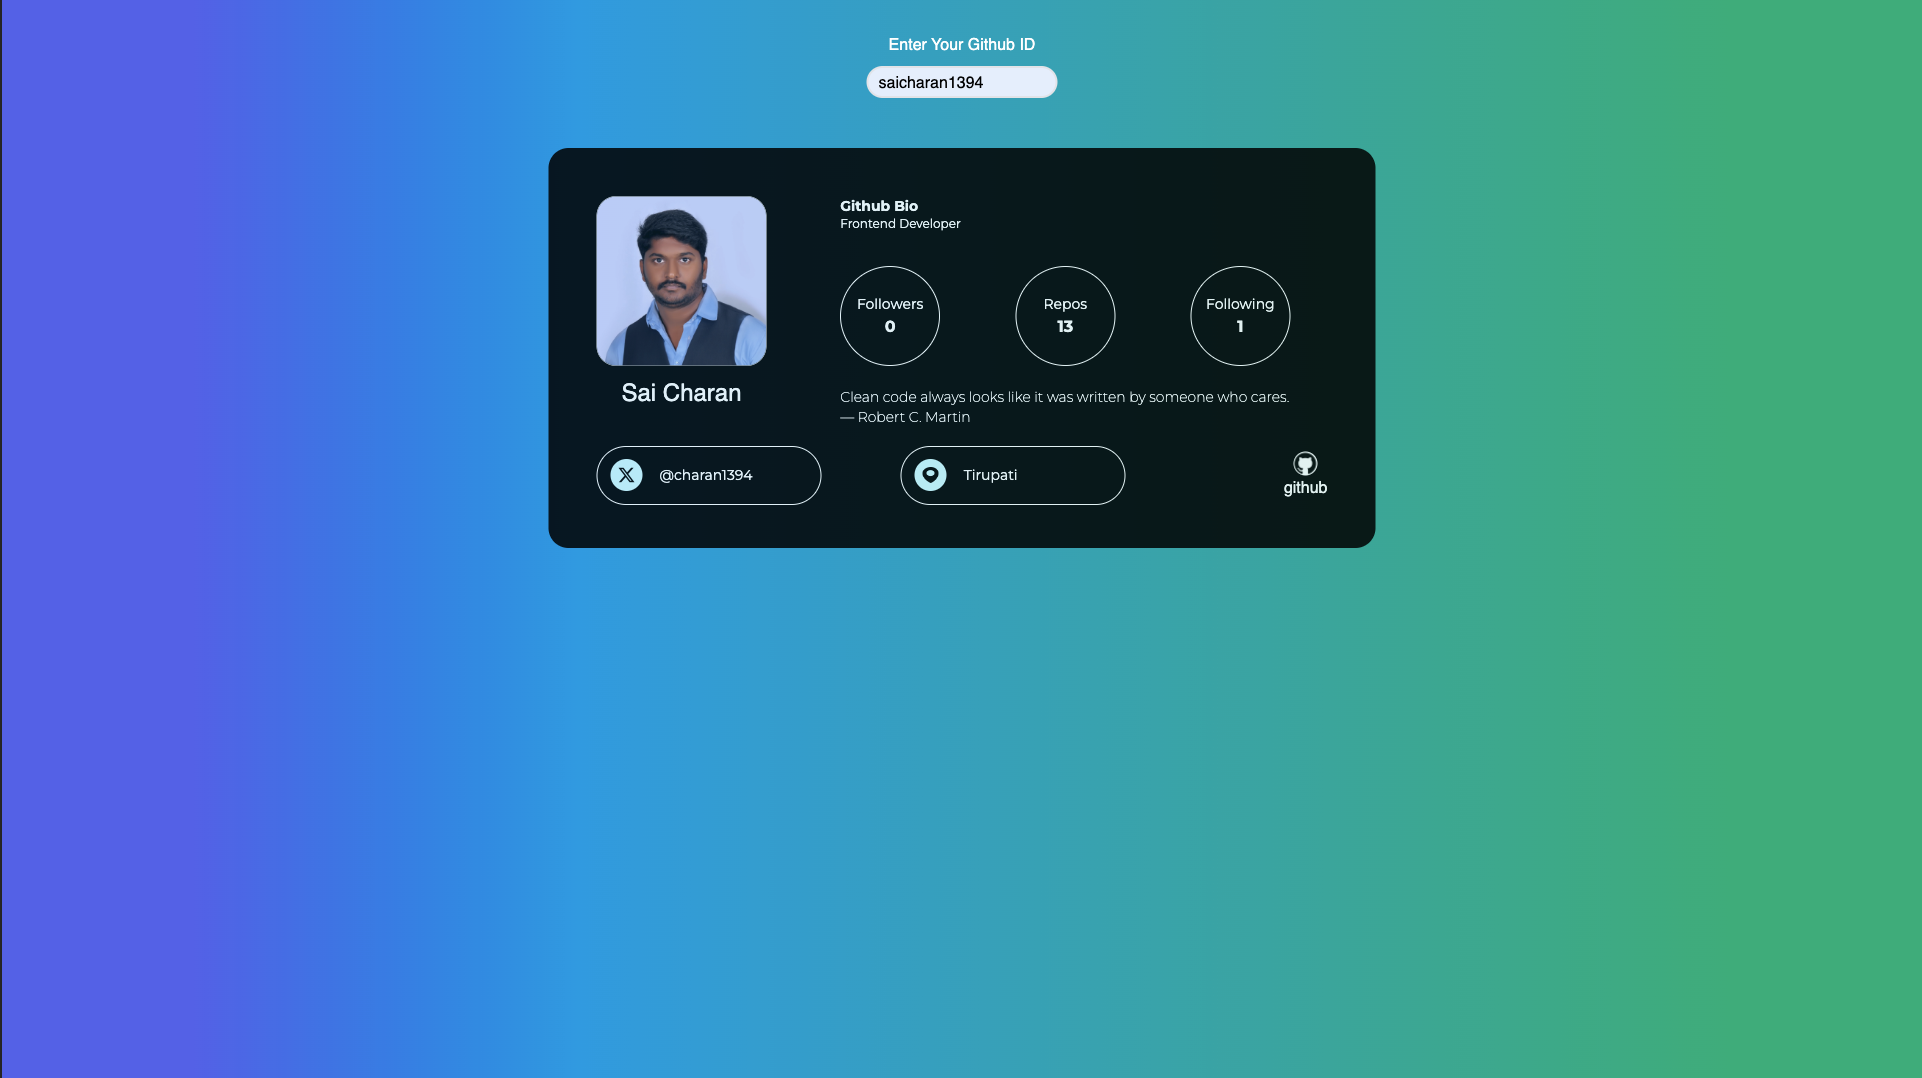 Enter Your Github ID
saicharan1394
Github Bio
Frontend Developer
Followers
0
Repos
13
Following
1
Sai Charan
Clean code always looks like it was written by someone who cares.
— Robert C. Martin
@charan1394
Tirupati
github